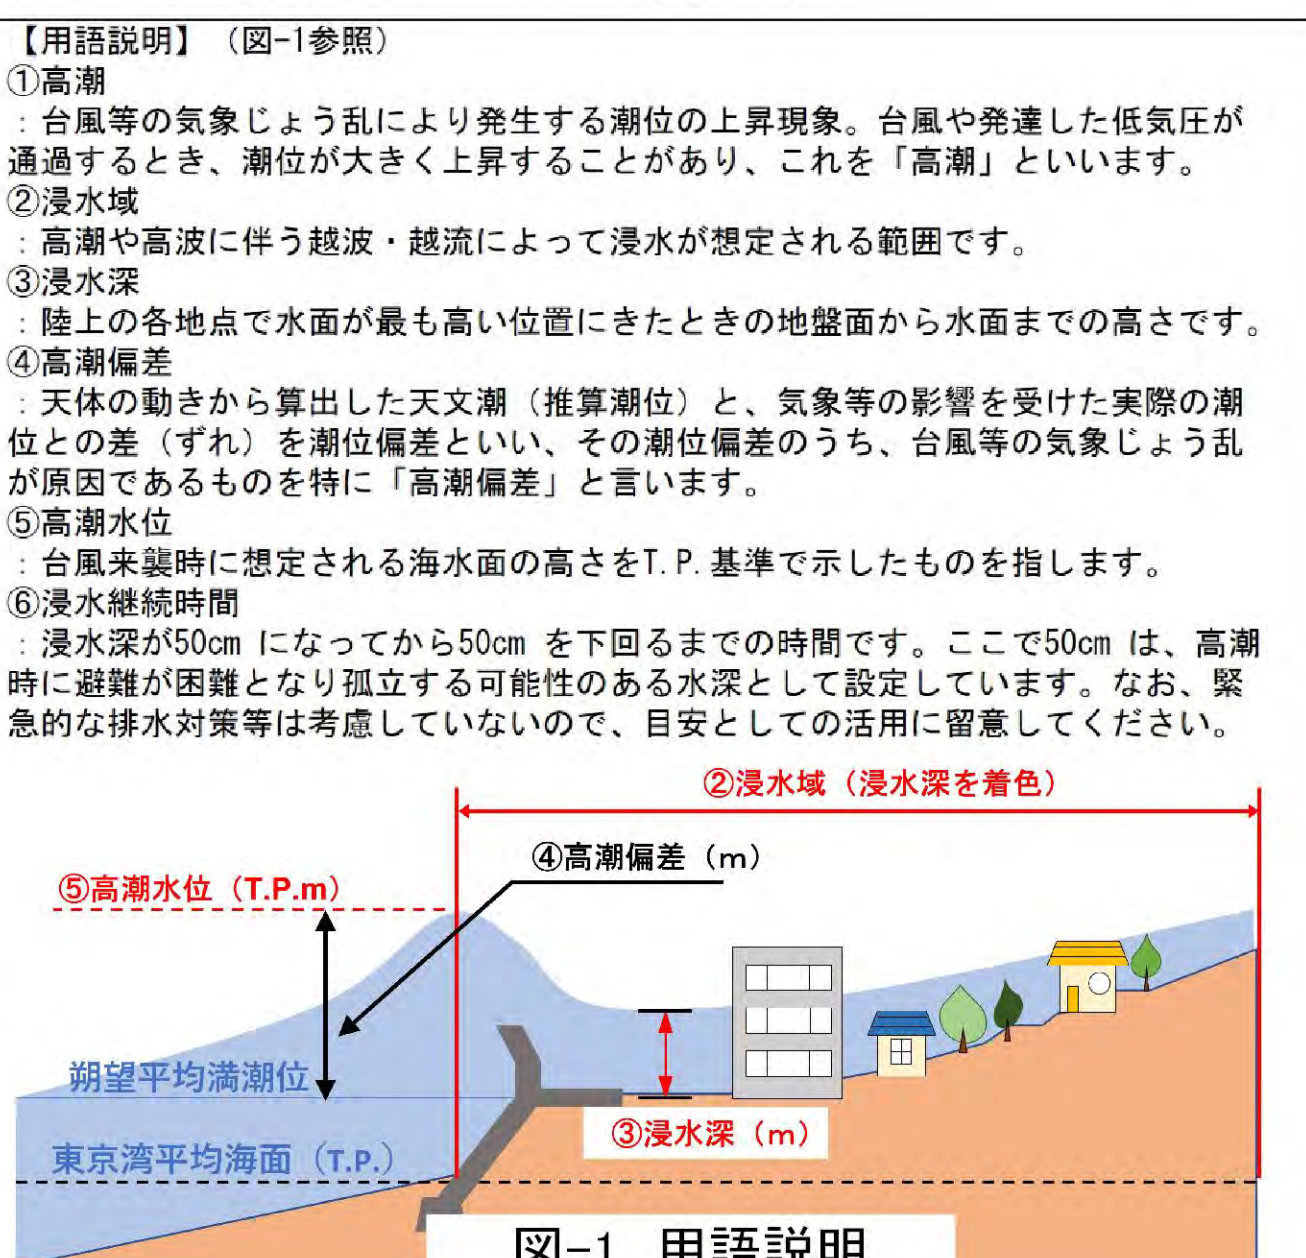 【用語説明】（図-1参照）
①高潮
：台風等の気象じょう乱により発生する潮位の上昇現象。台風や発達した低気圧が
通過するとき、潮位が大きく上昇することがあり、これを「高潮」といいます。
②浸水域
：高潮や高波に伴う越波・越流によって浸水が想定される範囲です。
③浸水深
：陸上の各地点で水面が最も高い位置にきたときの地盤面から水面までの高さです。
④高潮偏差
：天体の動きから算出した天文潮（推算潮位）と、気象等の影響を受けた実際の潮
位との差（ずれ）を潮位偏差といい、その潮位偏差のうち、台風等の気象じょう乱
が原因であるものを特に「高潮偏差」と言います。
⑤高潮水位
：台風来襲時に想定される海水面の高さをT.P.基準で示したものを指します。
⑥浸水継続時間
：浸水深が50cm になってから50cm を下回るまでの時間です。ここで50cm は、高潮
時に避難が困難となり孤立する可能性のある水深として設定しています。なお、緊
急的な排水対策等は考慮していないので、目安としての活用に留意してください。
②浸水域（浸水深を着色）
④高潮偏差（m）
⑤高潮水位（T.P.m）
朔望平均満潮位
③浸水深（m）
東京湾平均海面（T.P.）
図-1 用語説明